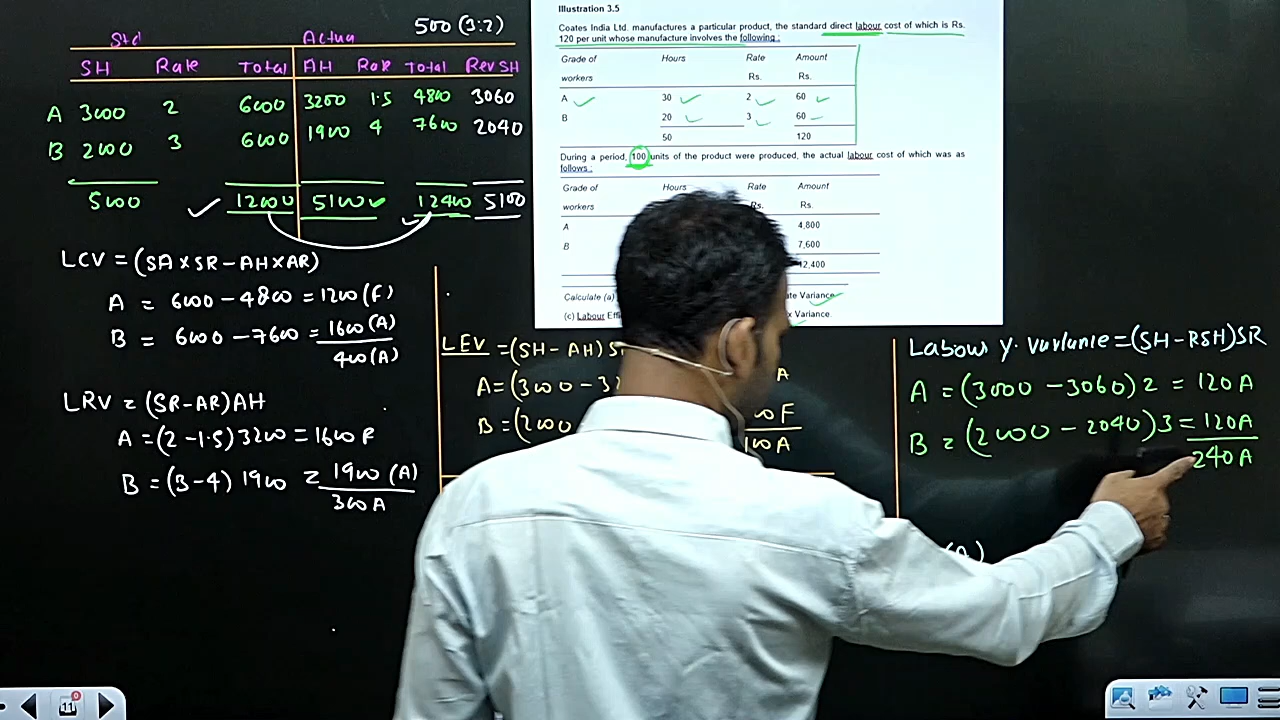 500 (3:2)
Std Actua
SH Rate Total AH Rate Total Rev SH
A 3000 2 6000 3200 1.5 4800 3060
B 2000 3 6000 1900 4 7600 2040
5000 12000 5100 12400 5100
LCV = (SA × SR – AH × AR)
A = 6000 – 4800 = 1200 (F)
B = 6000 – 7600 = 1600 (A)
400 (A)
LRV = (SR – AR) AH
A = (2 – 1.5) 3200 = 1600 F
B = (3 – 4) 1900 = 1900 (A)
300 A
Illustration 3.5
Coates India Ltd. manufactures a particular product, the standard direct labour cost of which is Rs.
120 per unit whose manufacture involves the following :
Grade of Hours Rate Amount
workers Rs. Rs.
A 30 2 60
B 20 3 60
50 120
During a period, 100 units of the product were produced, the actual labour cost of which was as
follows :
Grade of Hours Rate Amount
workers Rs. Rs.
A 4,800
B 7,600
12,400
Calculate (a) ate Variance
(c) Labour Effi x Variance.
LEV = (SH – AH) S
A = (3000 – 3 A
B = (2000 F
100 A
Labour y. Variance = (SH – RSH) SR
A = (3000 – 3060) 2 = 120 A
B = (2000 – 2040) 3 = 120 A
240 A
11